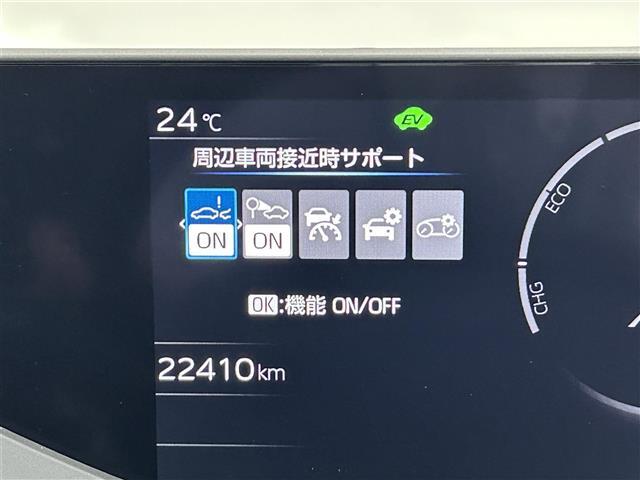 24℃
EV
周辺車両接近時サポート
ON ON
OK:機能 ON/OFF
ECO
CHG
22410km